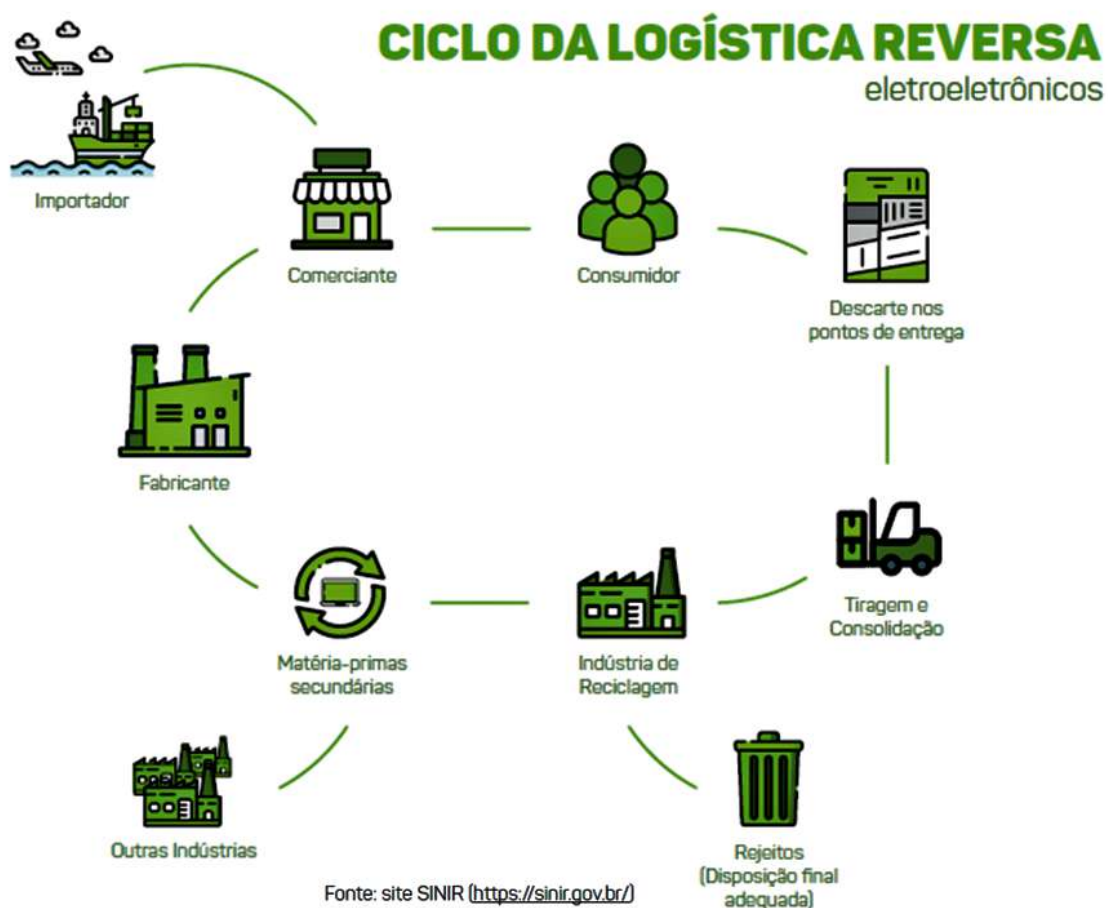 CICLO DA LOGÍSTICA REVERSA
eletroeletrônicos
Importador
Comerciante
Consumidor
Descarte nos
pontos de entrega
Fabricante
Tiragem e
Consolidação
Matéria-primas
secundárias
Indústria de
Reciclagem
Outras Indústrias
Rejeitos
(Disposição final
adequada)
Fonte: site SINIR (https://sinir.gov.br/)